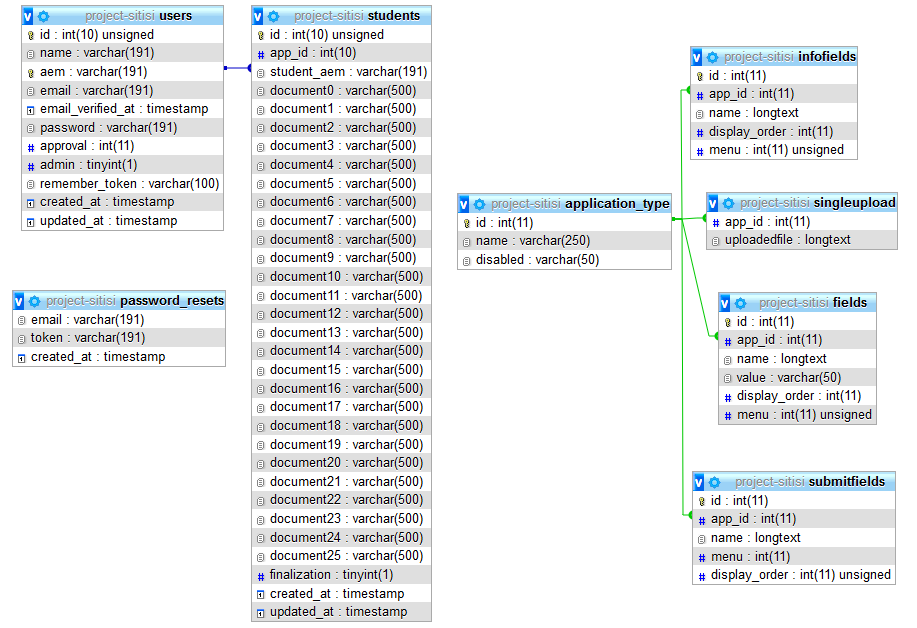 v project-sitisi users
id : int(10) unsigned
name : varchar(191)
aem : varchar(191)
email : varchar(191)
email_verified_at : timestamp
password : varchar(191)
approval : int(11)
admin : tinyint(1)
remember_token : varchar(100)
created_at : timestamp
updated_at : timestamp
v project-sitisi password_resets
email : varchar(191)
token : varchar(191)
created_at : timestamp
v project-sitisi students
id : int(10) unsigned
app_id : int(10)
student_aem : varchar(191)
document0 : varchar(500)
document1 : varchar(500)
document2 : varchar(500)
document3 : varchar(500)
document4 : varchar(500)
document5 : varchar(500)
document6 : varchar(500)
document7 : varchar(500)
document8 : varchar(500)
document9 : varchar(500)
document10 : varchar(500)
document11 : varchar(500)
document12 : varchar(500)
document13 : varchar(500)
document14 : varchar(500)
document15 : varchar(500)
document16 : varchar(500)
document17 : varchar(500)
document18 : varchar(500)
document19 : varchar(500)
document20 : varchar(500)
document21 : varchar(500)
document22 : varchar(500)
document23 : varchar(500)
document24 : varchar(500)
document25 : varchar(500)
# finalization : tinyint(1)
created_at : timestamp
updated_at : timestamp
v project-sitisi application_type
id : int(11)
name : varchar(250)
disabled : varchar(50)
v project-sitisi infofields
id : int(11)
# app_id : int(11)
name : longtext
# display_order : int(11)
# menu : int(11) unsigned
v project-sitisi singleupload
# app_id : int(11)
uploadedfile : longtext
v project-sitisi fields
id : int(11)
# app_id : int(11)
name : longtext
value : varchar(50)
# display_order : int(11)
# menu : int(11) unsigned
v project-sitisi submitfields
id : int(11)
# app_id : int(11)
name : longtext
# menu : int(11)
# display_order : int(11) unsigned